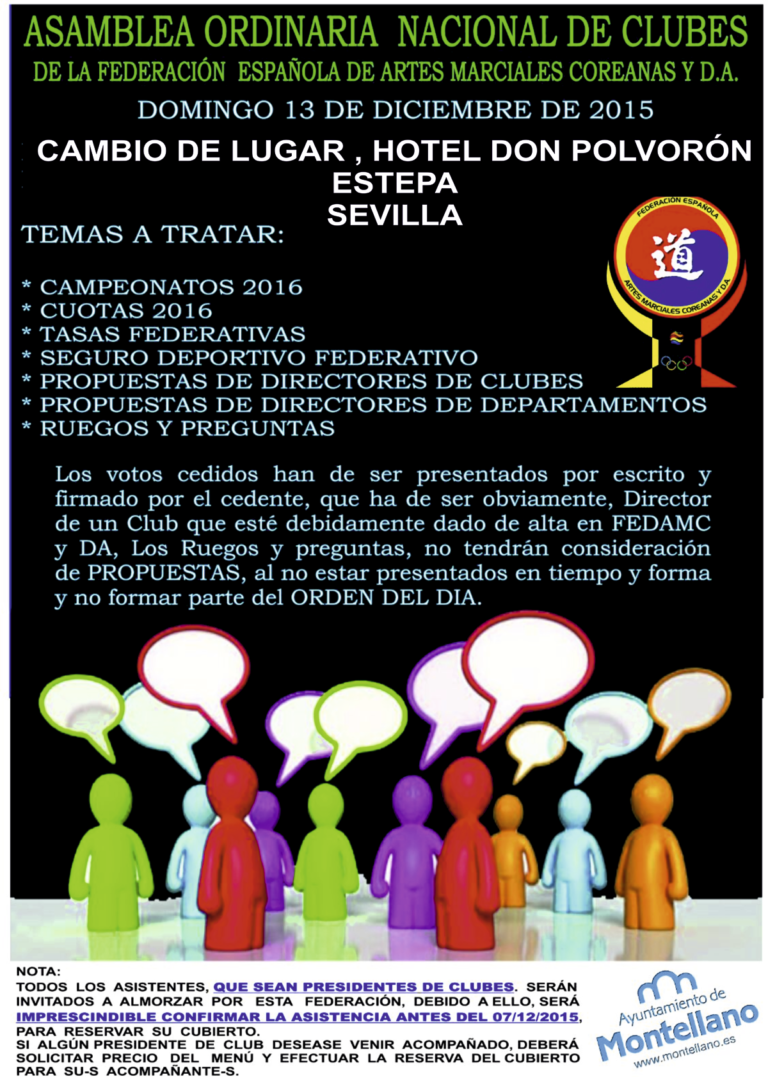 ASAMBLEA ORDINARIA NACIONAL DE CLUBES
DE LA FEDERACIÓN ESPAÑOLA DE ARTES MARCIALES COREANAS Y D.A.
DOMINGO 13 DE DICIEMBRE DE 2015
CAMBIO DE LUGAR , HOTEL DON POLVORÓN
ESTEPA
SEVILLA
FEDERACIÓN ESPAÑOLA
道
ARTES MARCIALES COREANAS Y D.A
TEMAS A TRATAR:
* CAMPEONATOS 2016
* CUOTAS 2016
* TASAS FEDERATIVAS
* SEGURO DEPORTIVO FEDERATIVO
* PROPUESTAS DE DIRECTORES DE CLUBES
* PROPUESTAS DE DIRECTORES DE DEPARTAMENTOS
* RUEGOS Y PREGUNTAS
Los votos cedidos han de ser presentados por escrito y
firmado por el cedente, que ha de ser obviamente, Director
de un Club que esté debidamente dado de alta en FEDAMC
y DA, Los Ruegos y preguntas, no tendrán consideración
de PROPUESTAS, al no estar presentados en tiempo y forma
y no formar parte del ORDEN DEL DIA.
NOTA:
TODOS LOS ASISTENTES, QUE SEAN PRESIDENTES DE CLUBES. SERÁN
INVITADOS A ALMORZAR POR ESTA FEDERACIÓN, DEBIDO A ELLO, SERÁ
IMPRESCINDIBLE CONFIRMAR LA ASISTENCIA ANTES DEL 07/12/2015,
PARA RESERVAR SU CUBIERTO.
SI ALGÚN PRESIDENTE DE CLUB DESEASE VENIR ACOMPAÑADO, DEBERÁ
SOLICITAR PRECIO DEL MENÚ Y EFECTUAR LA RESERVA DEL CUBIERTO
PARA SU-S ACOMPAÑANTE-S.
Ayuntamiento de
Montellano
www.montellano.es